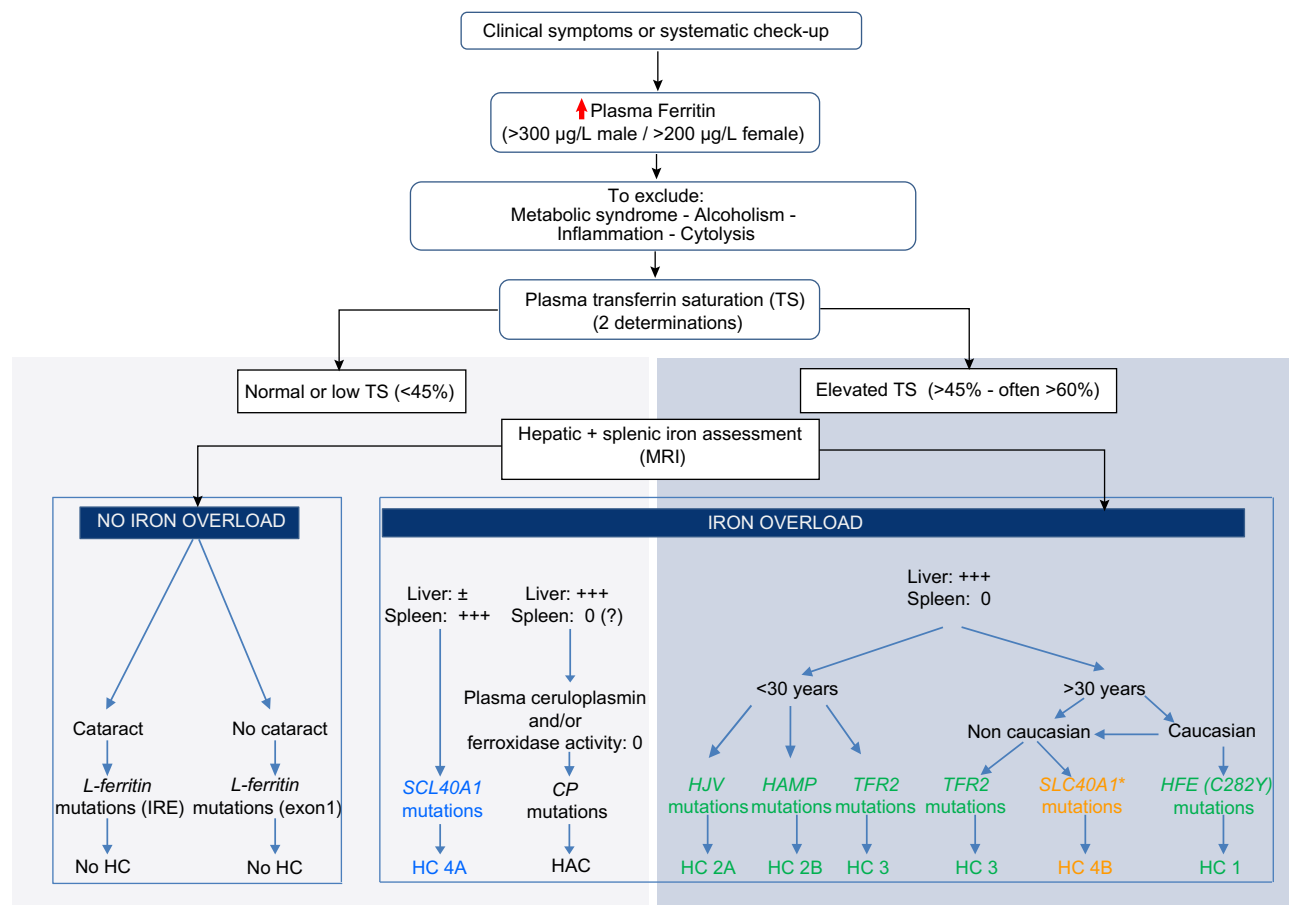 Clinical symptoms or systematic check-up
Plasma Ferritin
(>300 µg/L male / >200 µg/L female)
To exclude:
Metabolic syndrome - Alcoholism -
Inflammation - Cytolysis
Plasma transferrin saturation (TS)
(2 determinations)
Normal or low TS (<45%)
Elevated TS (>45% - often >60%)
Hepatic + splenic iron assessment
(MRI)
NO IRON OVERLOAD
IRON OVERLOAD
Cataract
No cataract
L-ferritin
mutations (IRE)
L-ferritin
mutations (exon1)
No HC
No HC
Liver: ±
Spleen: +++
Liver: +++
Spleen: 0 (?)
Plasma ceruloplasmin
and/or
ferroxidase activity: 0
SCL40A1
mutations
CP
mutations
HC 4A
HAC
Liver: +++
Spleen: 0
<30 years
>30 years
Non caucasian
Caucasian
HJV
mutations
HAMP
mutations
TFR2
mutations
TFR2
mutations
SLC40A1*
mutations
HFE (C282Y)
mutations
HC 2A
HC 2B
HC 3
HC 3
HC 4B
HC 1